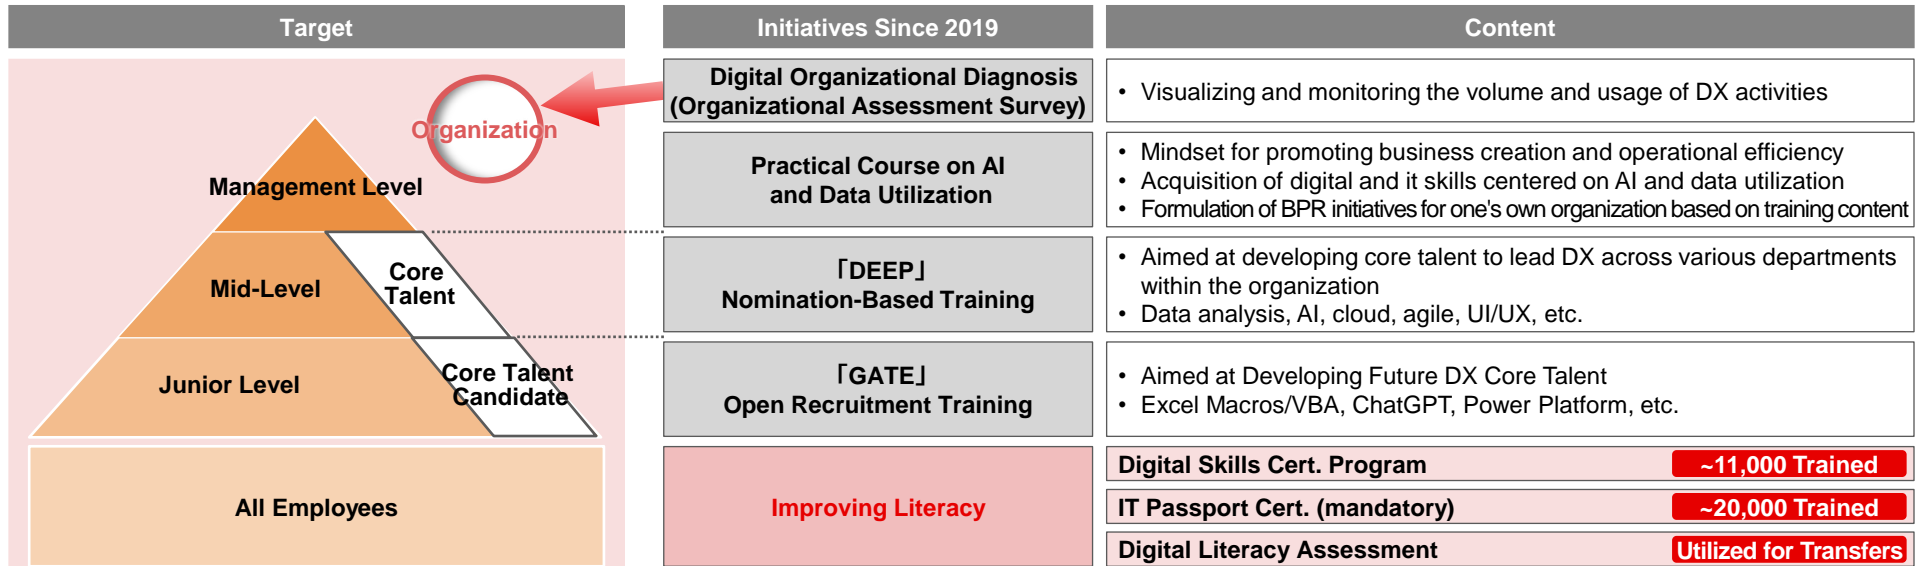 Target
Initiatives Since 2019
Content
Organization
Management Level
Mid-Level
Core
Talent
Junior Level
Core Talent
Candidate
All Employees
Digital Organizational Diagnosis
(Organizational Assessment Survey)
• Visualizing and monitoring the volume and usage of DX activities
Practical Course on AI
and Data Utilization
• Mindset for promoting business creation and operational efficiency
• Acquisition of digital and it skills centered on AI and data utilization
• Formulation of BPR initiatives for one's own organization based on training content
「DEEP」
Nomination-Based Training
• Aimed at developing core talent to lead DX across various departments
within the organization
• Data analysis, AI, cloud, agile, UI/UX, etc.
「GATE」
Open Recruitment Training
• Aimed at Developing Future DX Core Talent
• Excel Macros/VBA, ChatGPT, Power Platform, etc.
Improving Literacy
Digital Skills Cert. Program
~11,000 Trained
IT Passport Cert. (mandatory)
~20,000 Trained
Digital Literacy Assessment
Utilized for Transfers